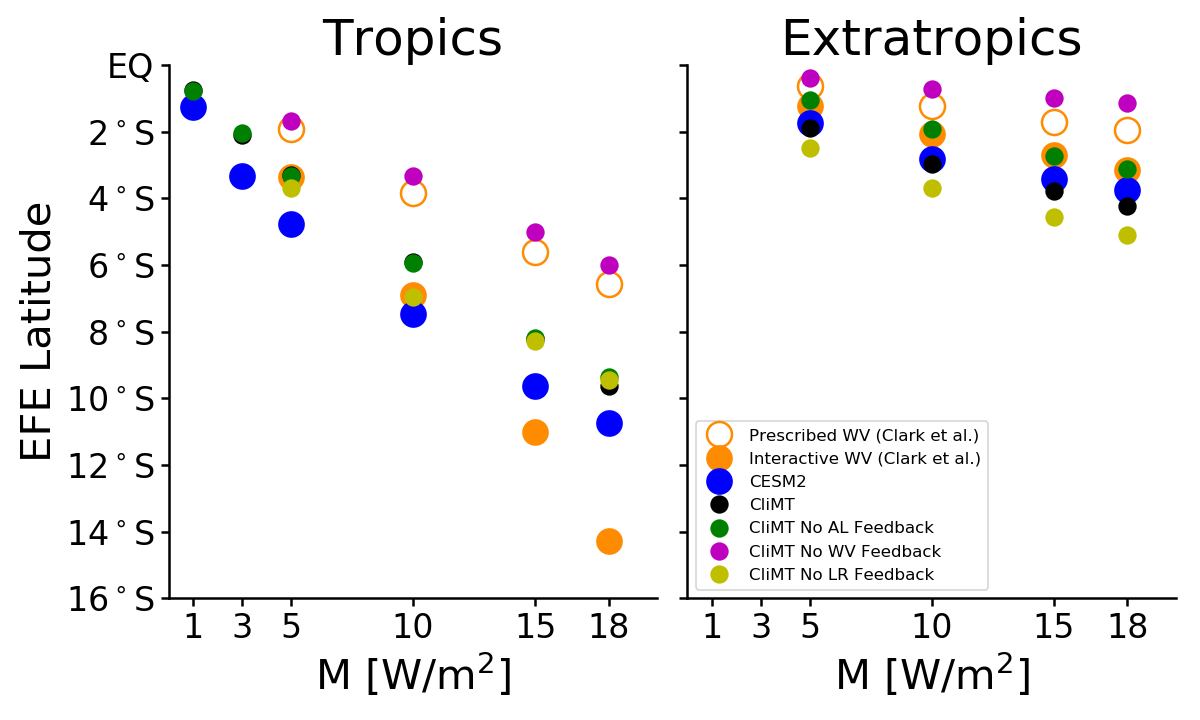 Tropics
Extratropics
EQ
2°S
4°S
6°S
8°S
10°S
12°S
14°S
16°S
EFE Latitude
1 3 5 10 15 18
M [W/m²]
Prescribed WV (Clark et al.)
Interactive WV (Clark et al.)
CESM2
CliMT
CliMT No AL Feedback
CliMT No WV Feedback
CliMT No LR Feedback
1 3 5 10 15 18
M [W/m²]